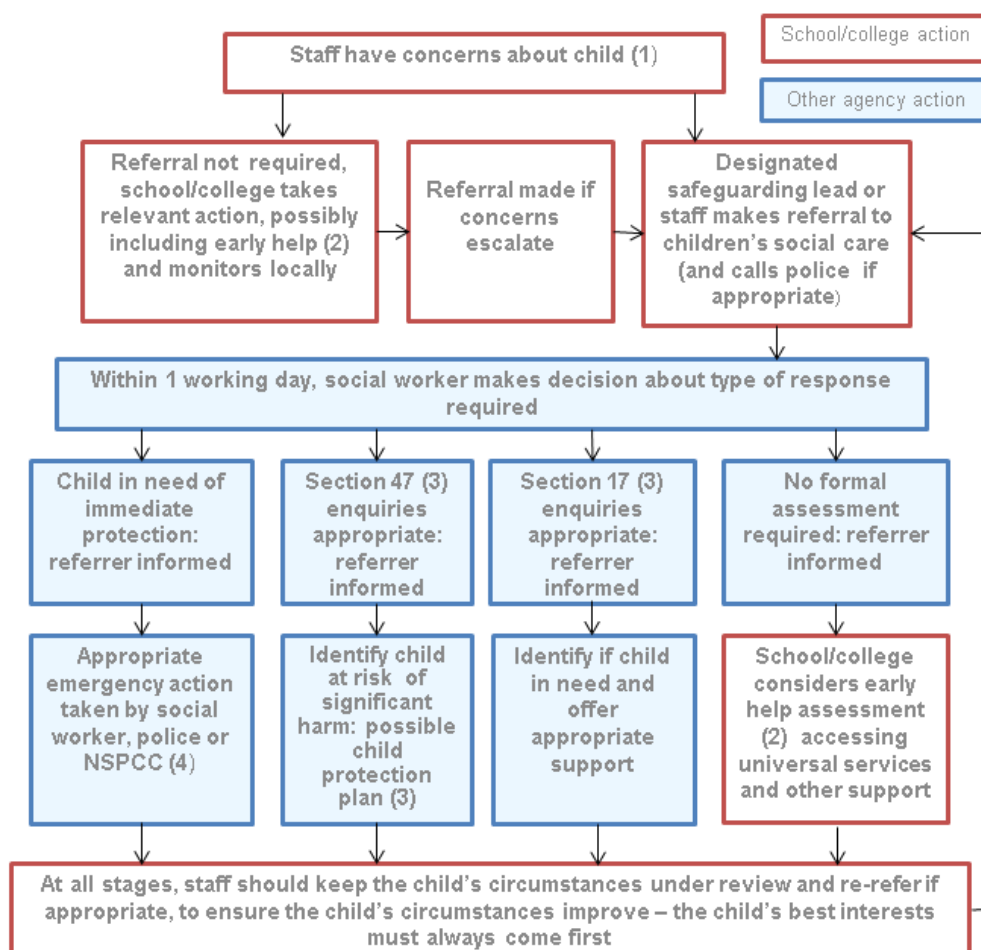 School/college action
Staff have concerns about child (1)
Other agency action
Referral not required,
school/college takes
relevant action, possibly
including early help (2)
and monitors locally
Referral made if
concerns
escalate
Designated
safeguarding lead or
staff makes referral to
children's social care
(and calls police if
appropriate)
Within 1 working day, social worker makes decision about type of response
required
Child in need of
immediate
protection:
referrer informed
Section 47 (3)
enquiries
appropriate:
referrer
informed
Section 17 (3)
enquiries
appropriate:
referrer
informed
No formal
assessment
required: referrer
informed
Appropriate
emergency action
taken by social
worker, police or
NSPCC (4)
Identify child
at risk of
significant
harm: possible
child
protection
plan (3)
Identify if child
in need and
offer
appropriate
support
School/college
considers early
help assessment
(2) accessing
universal services
and other support
At all stages, staff should keep the child's circumstances under review and re-refer if
appropriate, to ensure the child's circumstances improve – the child's best interests
must always come first